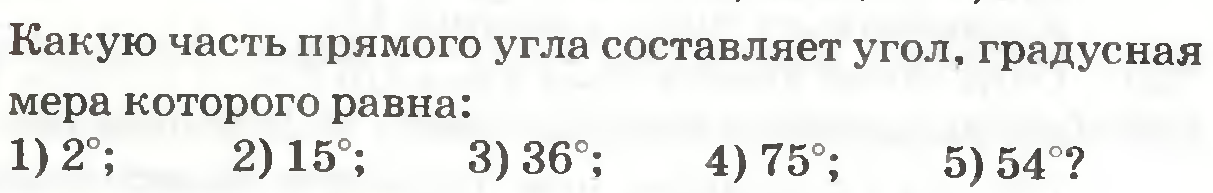 Какую часть прямого угла составляет угол, градусная
мера которого равна:
1) 2°; 2) 15°; 3) 36°; 4) 75°; 5) 54°?